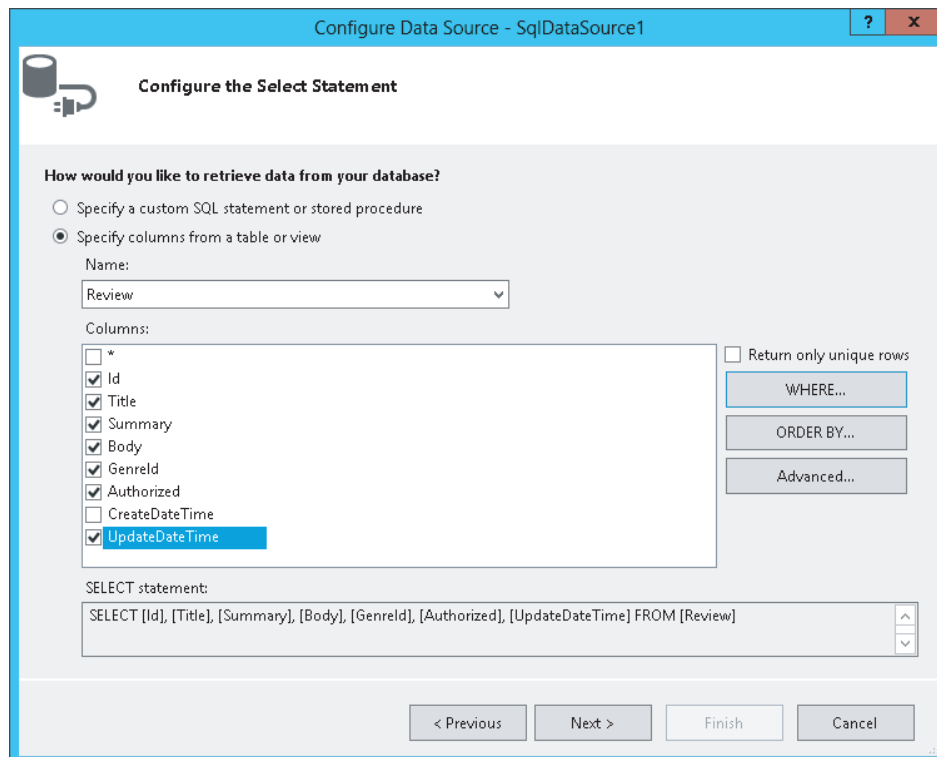 Configure Data Source - SqlDataSource1
? x
Configure the Select Statement
How would you like to retrieve data from your database?
Specify a custom SQL statement or stored procedure
Specify columns from a table or view
Name:
Review
Columns:
*
Id
Title
Summary
Body
GenreId
Authorized
CreateDateTime
UpdateDateTime
Return only unique rows
WHERE...
ORDER BY...
Advanced...
SELECT statement:
SELECT [Id], [Title], [Summary], [Body], [GenreId], [Authorized], [UpdateDateTime] FROM [Review]
< Previous
Next >
Finish
Cancel